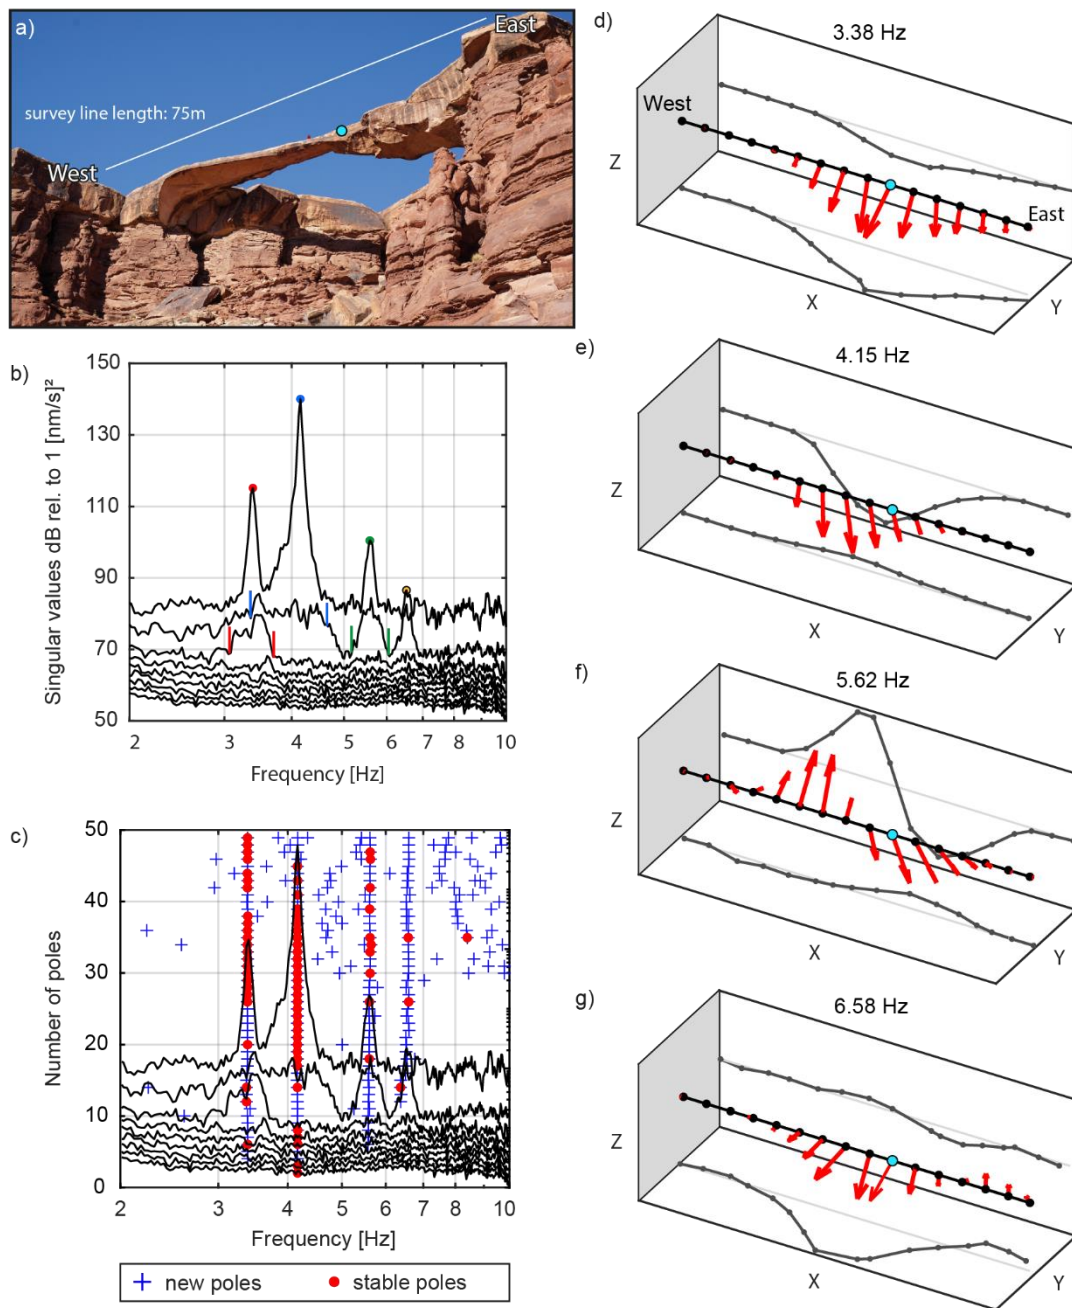 a)
East
survey line length: 75m
West
b)
150
130
110
90
70
50
Singular values dB rel. to 1 [nm/s]²
2
3
4
5
6
7
8
10
Frequency [Hz]
c)
50
40
30
20
10
0
Number of poles
2
3
4
5
6
7
8
10
Frequency [Hz]
new poles
stable poles
d)
3.38 Hz
West
Z
East
X
Y
e)
4.15 Hz
Z
X
Y
f)
5.62 Hz
Z
X
Y
g)
6.58 Hz
Z
X
Y